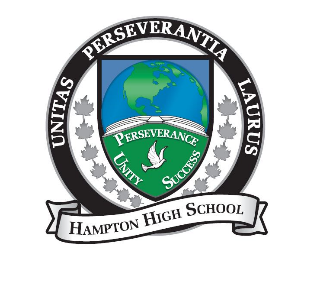 UNITAS PERSEVERANTIA LAURUS
PERSEVERANCE
UNITY
SUCCESS
HAMPTON HIGH SCHOOL